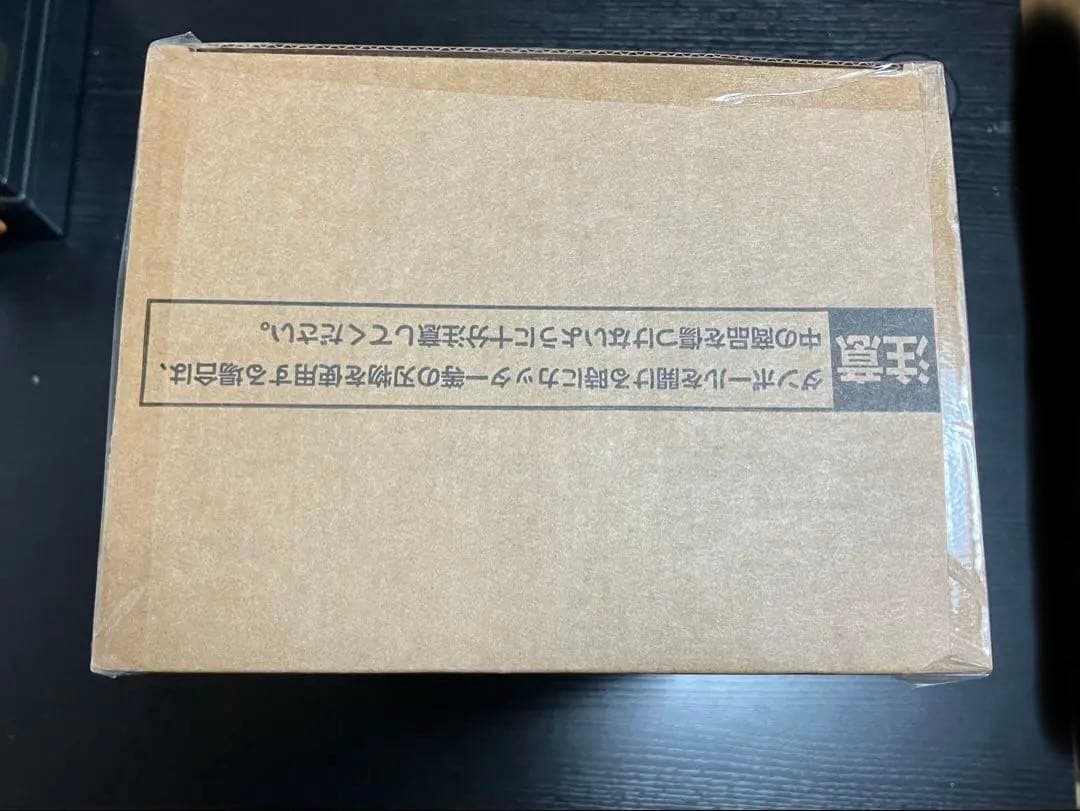 注意
ダンボールを開ける時にカッター等の刃物を使用する場合は、
中の商品を傷つけないように十分注意してください。